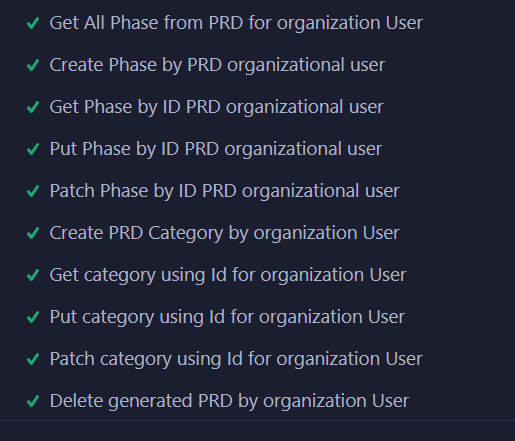 Get All Phase from PRD for organization User
Create Phase by PRD organizational user
Get Phase by ID PRD organizational user
Put Phase by ID PRD organizational user
Patch Phase by ID PRD organizational user
Create PRD Category by organization User
Get category using Id for organization User
Put category using Id for organization User
Patch category using Id for organization User
Delete generated PRD by organization User